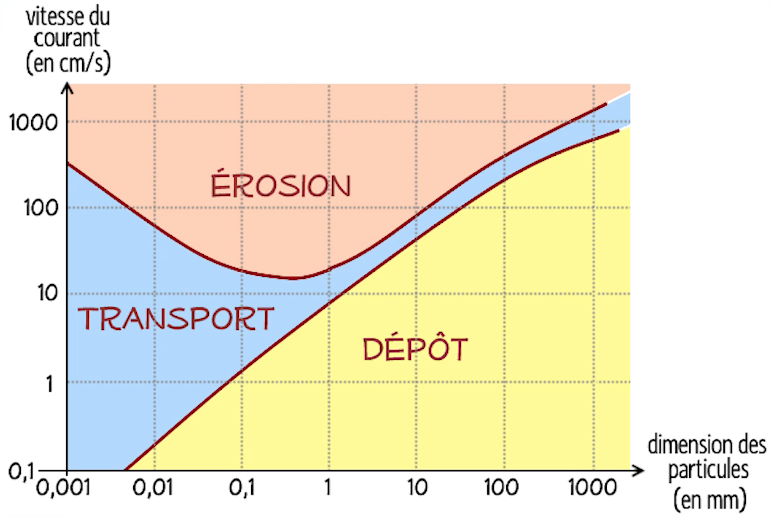 vitesse du
courant
(en cm/s)
1000
100
10
1
0,1
ÉROSION
TRANSPORT
DÉPÔT
0,001 0,01 0,1 1 10 100 1000
dimension des
particules
(en mm)